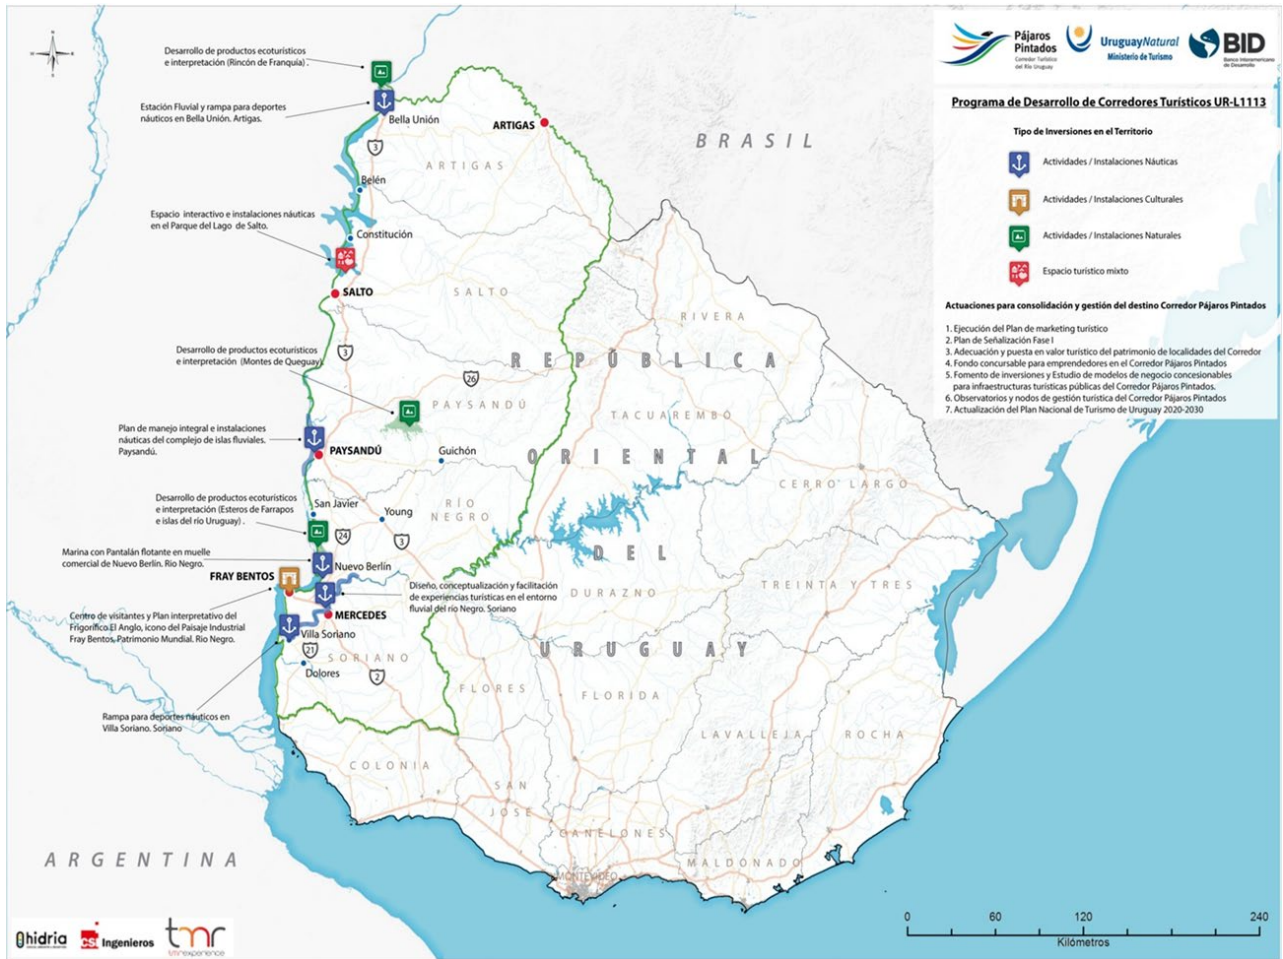 Pájaros
Pintados
Corredor Turístico
del Río Uruguay
UruguayNatural
Ministerio de Turismo
BID
Banco Interamericano
de Desarrollo
Programa de Desarrollo de Corredores Turísticos UR-L1113
Tipo de Inversiones en el Territorio
Actividades / Instalaciones Náuticas
Actividades / Instalaciones Culturales
Actividades / Instalaciones Naturales
Espacio turístico mixto
Actuaciones para consolidación y gestión del destino Corredor Pájaros Pintados
1. Ejecución del Plan de marketing turístico
2. Plan de Señalización Fase I
3. Adecuación y puesta en valor turístico del patrimonio de localidades del Corredor
4. Fondo concursable para emprendedores en el Corredor Pájaros Pintados
5. Fomento de inversiones y Estudio de modelos de negocio concesionables
para infraestructuras turísticas públicas del Corredor Pájaros Pintados.
6. Observatorios y nodos de gestión turística del Corredor Pájaros Pintados
7. Actualización del Plan Nacional de Turismo de Uruguay 2020-2030
N
Desarrollo de productos ecoturísticos
e interpretación (Rincón de Franquía) .
Estación Fluvial y rampa para deportes
náuticos en Bella Unión. Artigas.
Bella Unión
ARTIGAS
BRASIL
3
ARTIGAS
Belén
Espacio interactivo e instalaciones náuticas
en el Parque del Lago de Salto.
Constitución
SALTO
SALTO
RIVERA
3
Desarrollo de productos ecoturísticos
e interpretación (Montes de Queguay)
REPÚBLICA
26
PAYSANDÚ
TACUAREMBÓ
Plan de manejo integral e instalaciones
náuticas del complejo de islas fluviales.
Paysandú.
PAYSANDÚ
Guichón
ORIENTAL
CERRO LARGO
Desarrollo de productos ecoturísticos
e interpretación (Esteros de Farrapos
e islas del río Uruguay) .
San Javier
Young
RÍO
NEGRO
24
3
Marina con Pantalán flotante en muelle
comercial de Nuevo Berlín. Rio Negro.
Nuevo Berlín
DEL
FRAY BENTOS
Diseño, conceptualización y facilitación
de experiencias turísticas en el entorno
fluvial del río Negro. Soriano
TREINTA Y TRES
DURAZNO
Centro de visitantes y Plan interpretativo del
Frigorífico El Anglo, icono del Paisaje Industrial
Fray Bentos, Patrimonio Mundial. Rio Negro.
MERCEDES
Villa Soriano
21
SORIANO
URUGUAY
Dolores
2
FLORES
FLORIDA
Rampa para deportes náuticos en
Villa Soriano. Soriano
LAVALLEJA
ROCHA
COLONIA
SAN
JOSÉ
CANELONES
MALDONADO
MONTEVIDEO
ARGENTINA
hidria
CSI Ingenieros
tmr
tmrexperience
0 60 120 240
Kilómetros